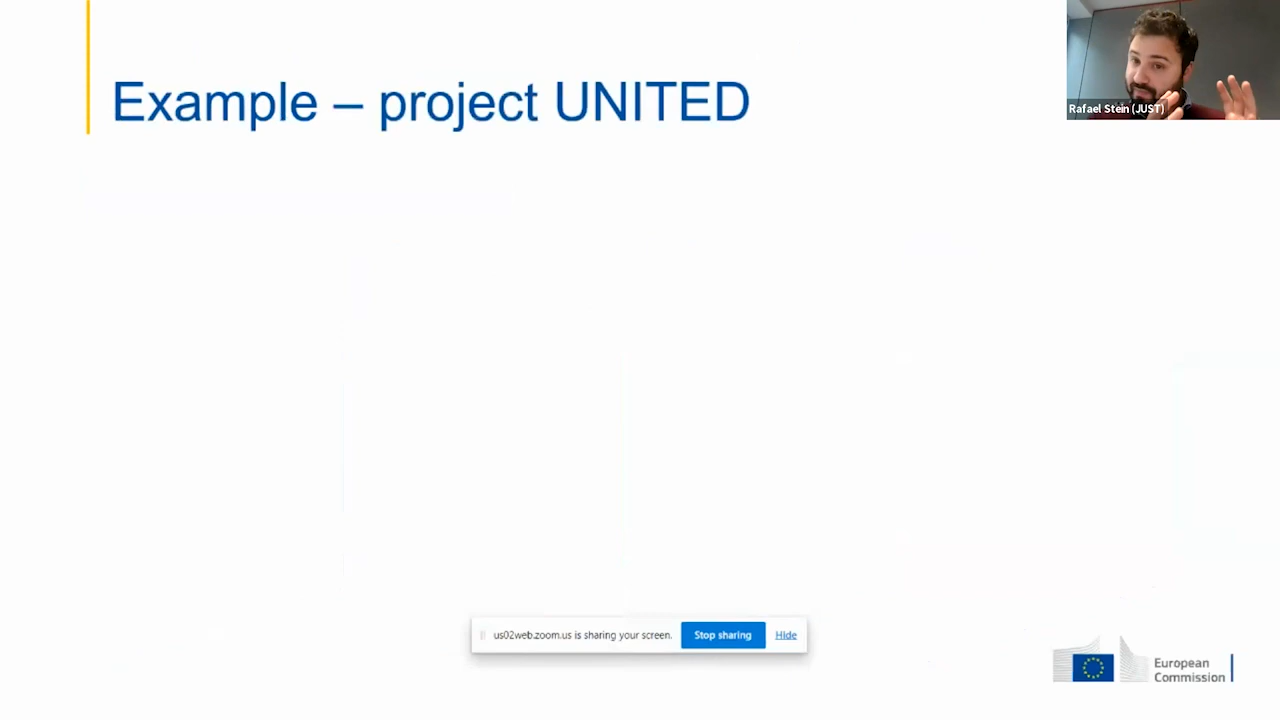 Example – project UNITED
Rafael Stein (JUST)
us02web.zoom.us is sharing your screen.
Stop sharing
Hide
European
Commission